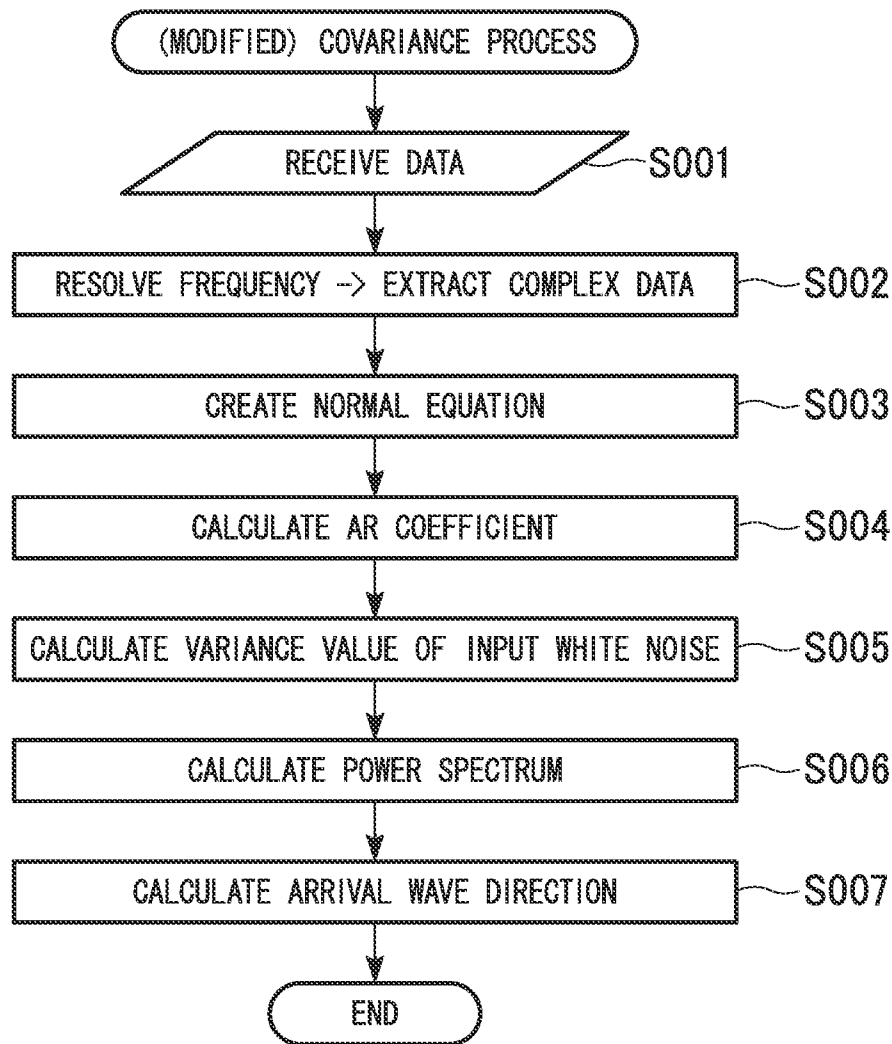 (MODIFIED) COVARIANCE PROCESS
RECEIVE DATA
S001
RESOLVE FREQUENCY -> EXTRACT COMPLEX DATA
S002
CREATE NORMAL EQUATION
S003
CALCULATE AR COEFFICIENT
S004
CALCULATE VARIANCE VALUE OF INPUT WHITE NOISE
S005
CALCULATE POWER SPECTRUM
S006
CALCULATE ARRIVAL WAVE DIRECTION
S007
END